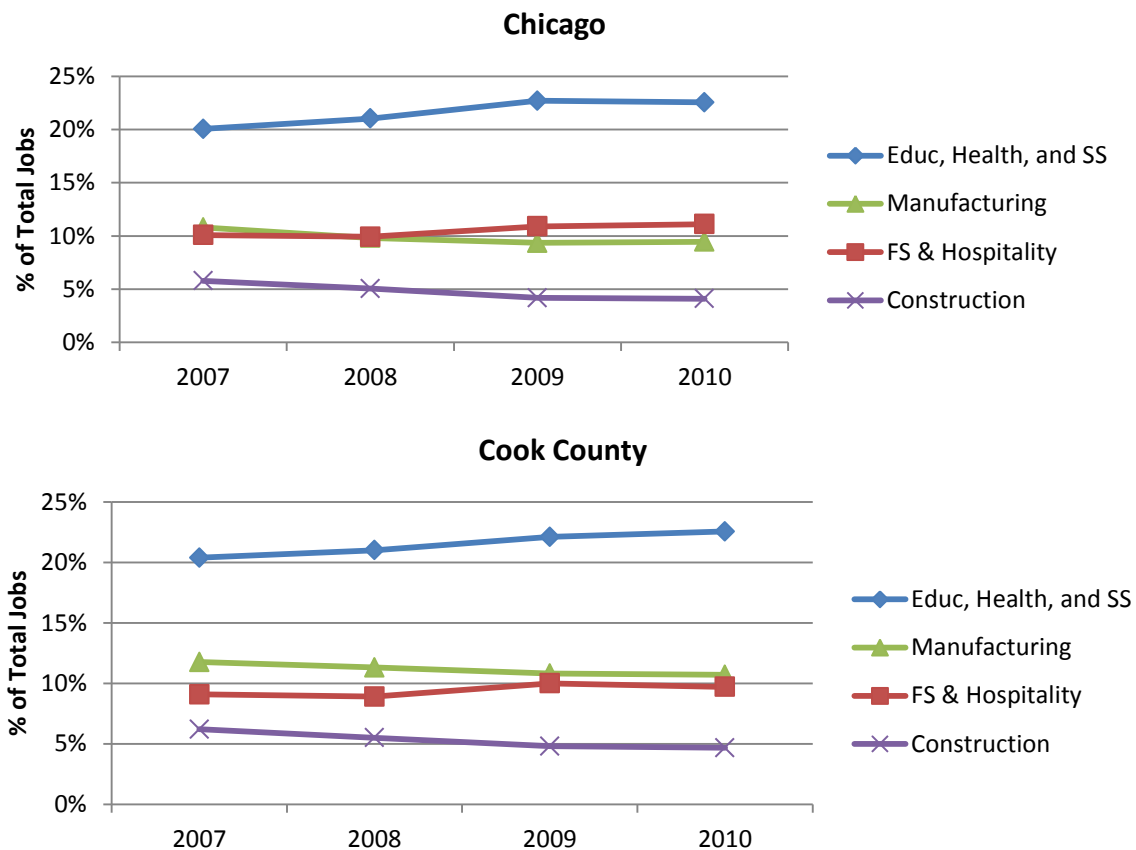 Chicago
% of Total Jobs
25%
20%
15%
10%
5%
0%
2007 2008 2009 2010
Educ, Health, and SS
Manufacturing
FS & Hospitality
Construction
Cook County
% of Total Jobs
25%
20%
15%
10%
5%
0%
2007 2008 2009 2010
Educ, Health, and SS
Manufacturing
FS & Hospitality
Construction